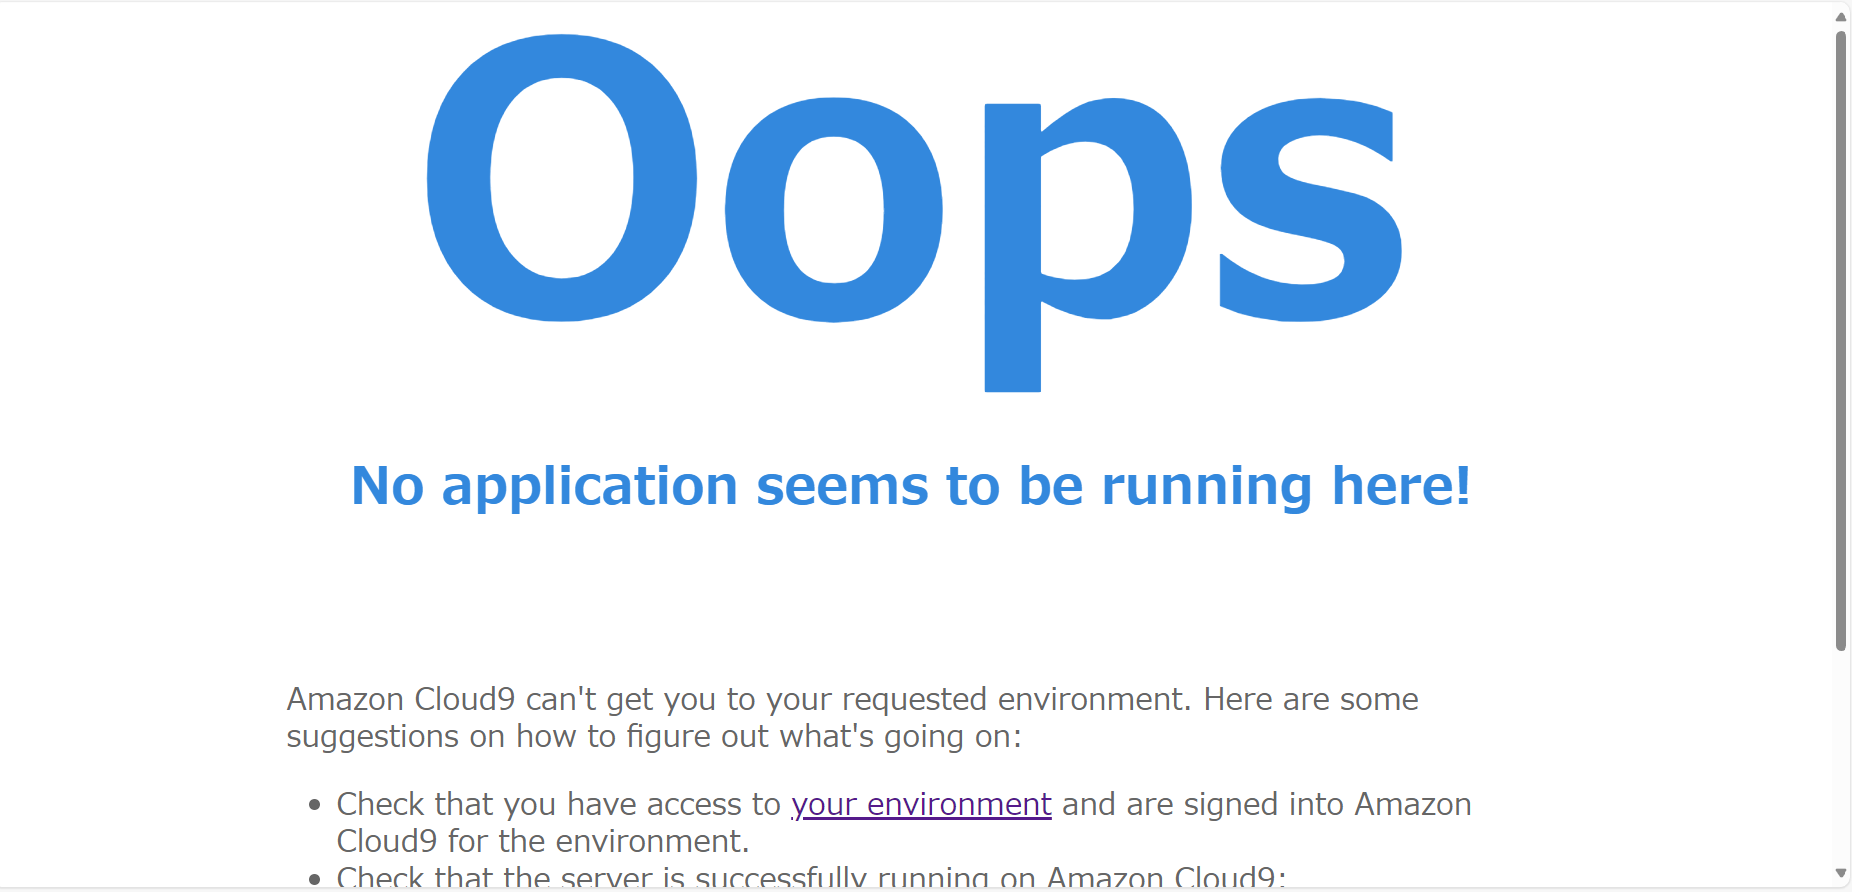 Oops
No application seems to be running here!
Amazon Cloud9 can't get you to your requested environment. Here are some
suggestions on how to figure out what's going on:
• Check that you have access to your environment and are signed into Amazon
Cloud9 for the environment.
• Check that the server is successfully running on Amazon Cloud9: